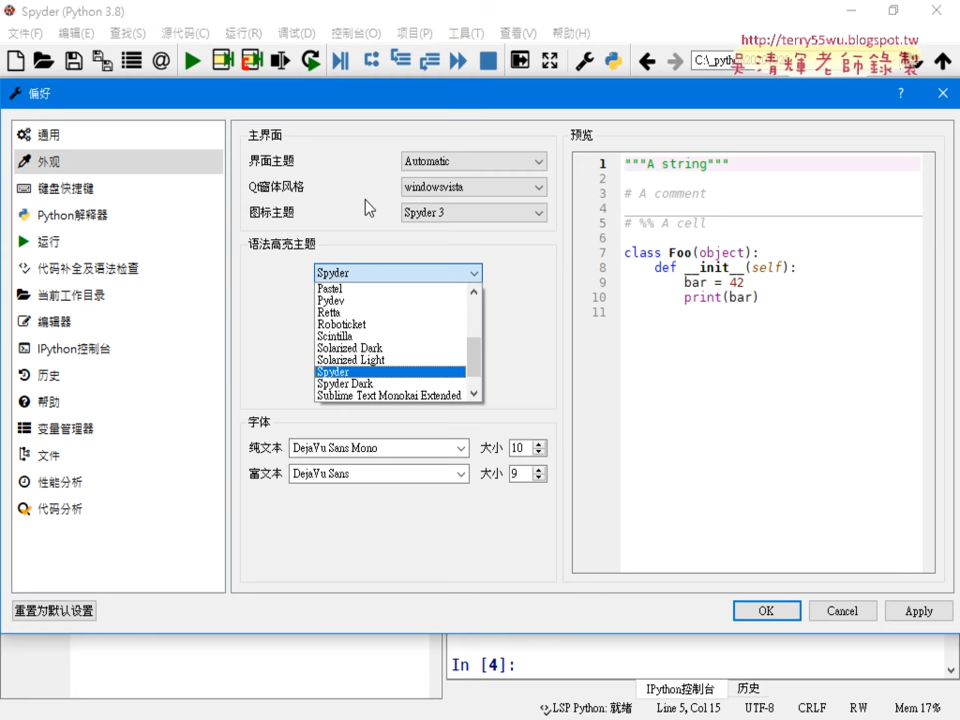 Spyder (Python 3.8)
文件(F) 编辑(E) 查找(S) 源代码(C) 运行(R) 调试(D) 控制台(O) 项目(P) 工具(T) 查看(V) 帮助(H)
http://terry55wu.blogspot.tw
吳清輝老師錄製
偏好
通用
外观
键盘快捷键
Python解释器
运行
代码补全及语法检查
当前工作目录
编辑器
IPython控制台
历史
帮助
变量管理器
文件
性能分析
代码分析
主界面
界面主题 Automatic
Qt窗体风格 windowsvista
图标主题 Spyder 3
语法高亮主题
Spyder
Pastel
Pydev
Retta
Roboticket
Scintilla
Solarized Dark
Solarized Light
Spyder
Spyder Dark
Sublime Text Monokai Extended
字体
纯文本 DejaVu Sans Mono 大小 10
富文本 DejaVu Sans 大小 9
预览
1 """A string"""
2
3 # A comment
4
5 # %% A cell
6
7 class Foo(object):
8 def __init__(self):
9 bar = 42
10 print(bar)
11
重置为默认设置
OK Cancel Apply
In [4]:
IPython控制台 历史
LSP Python: 就绪 Line 5, Col 15 UTF-8 CRLF RW Mem 17%